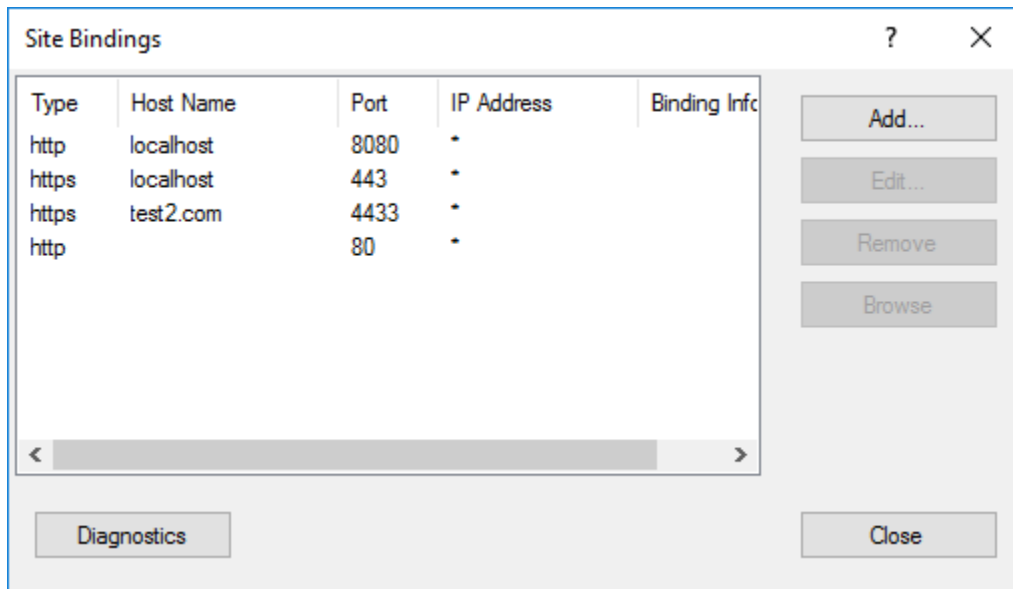 Site Bindings ?
Type Host Name Port IP Address Binding Info
http localhost 8080 *
https localhost 443 *
https test2.com 4433 *
http 80 *
Add...
Edit...
Remove
Browse
Diagnostics
Close